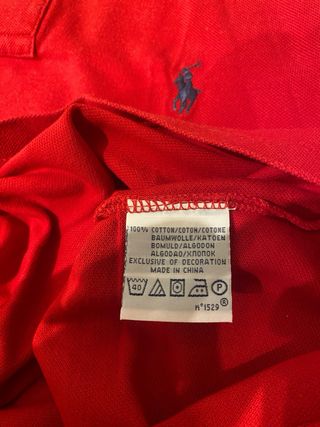 100% COTTON/COTON/COTONE
BAUMWOLLE/KATOEN
BOMULD/ALGODON
ALGODAO/ХЛОПОК
EXCLUSIVE OF DECORATION
MADE IN CHINA
40 P
n°1529®